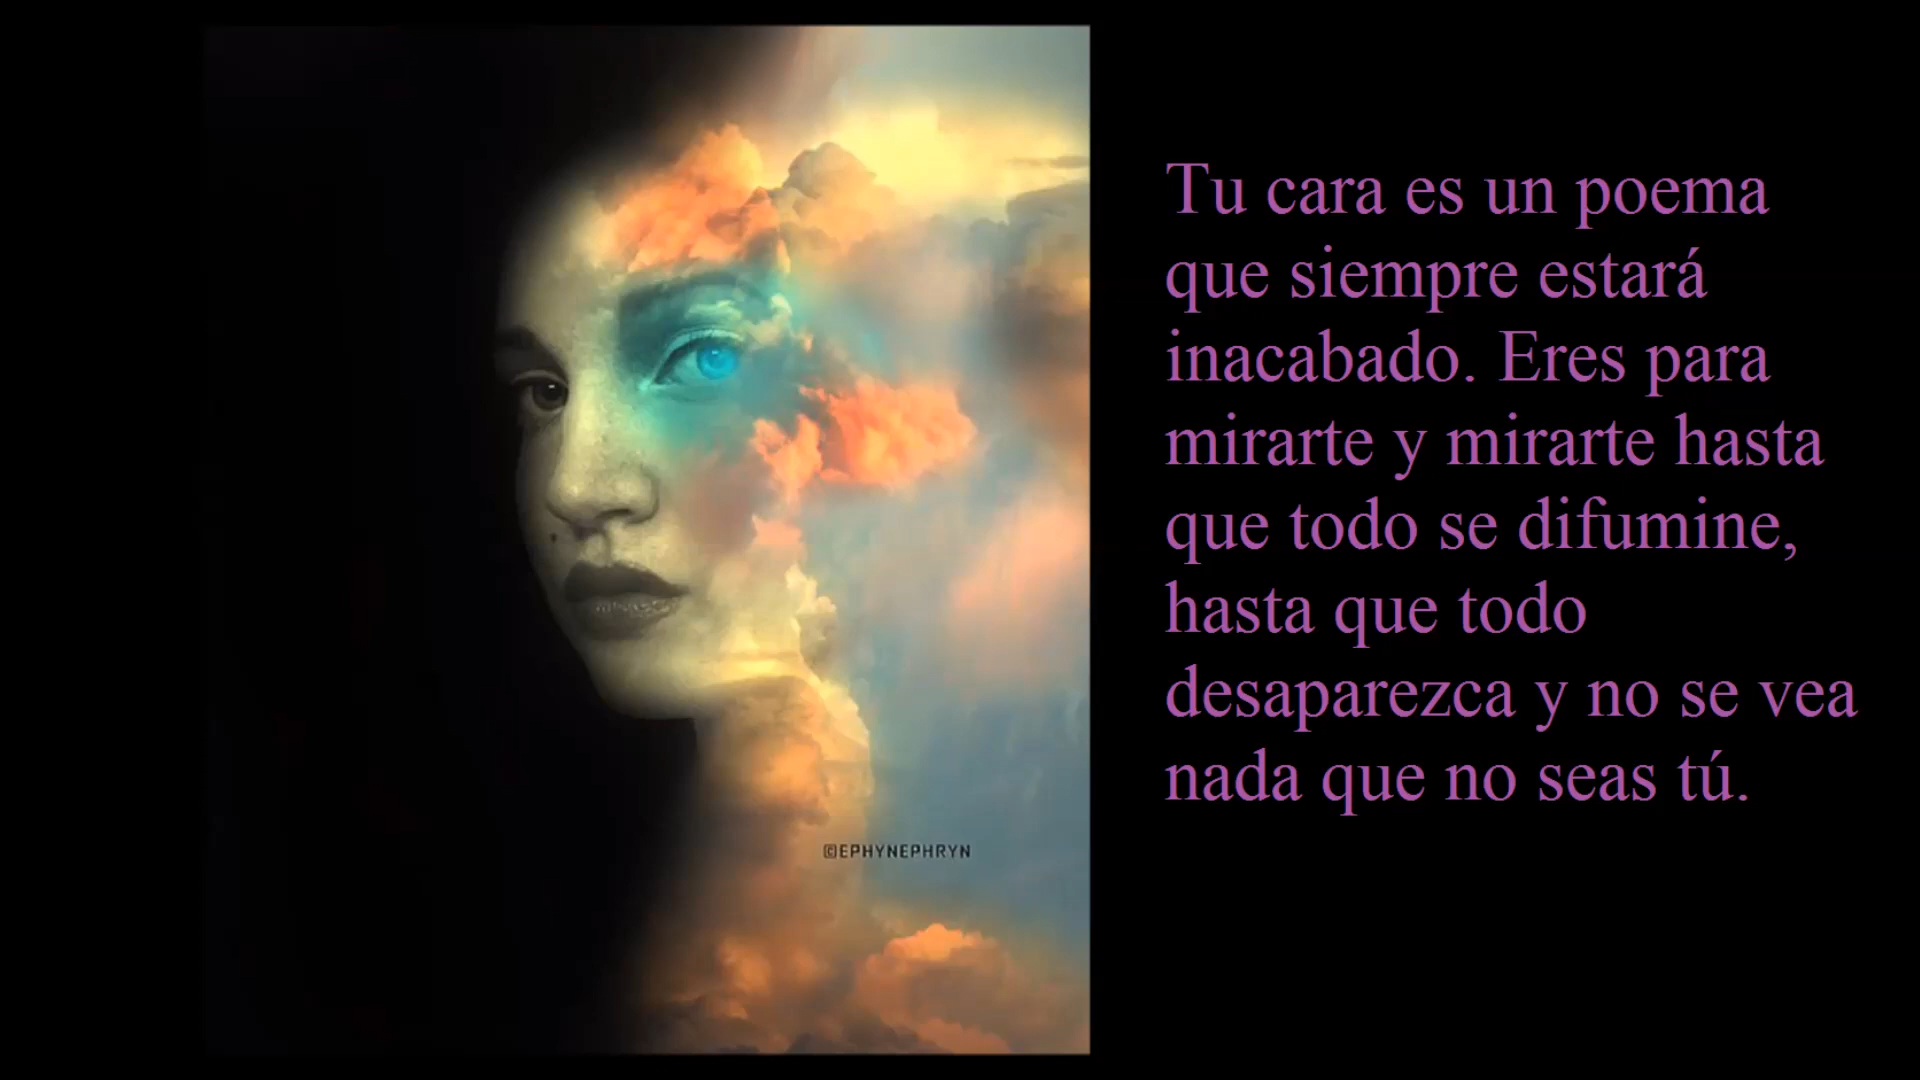 Tu cara es un poema
que siempre estará
inacabado. Eres para
mirarte y mirarte hasta
que todo se difumine,
hasta que todo
desaparezca y no se vea
nada que no seas tú.
©EPHYNEPHRYN